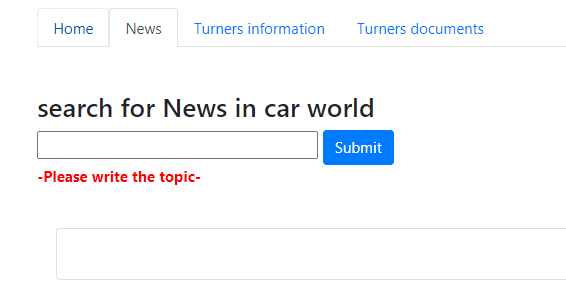 Home News Turners information Turners documents
search for News in car world
Submit
-Please write the topic-